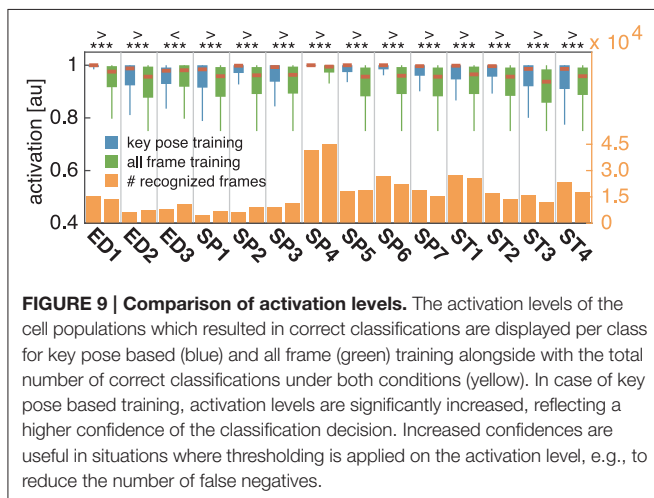 > > < > > > > > > > > > > >
*** *** *** *** *** *** *** *** *** *** *** *** *** ***
x 10⁴
1
0.8
0.6
0.4
activation [au]
key pose training
all frame training
# recognized frames
4.5
3.0
1.5
0
ED1 ED2 ED3 SP1 SP2 SP3 SP4 SP5 SP6 SP7 ST1 ST2 ST3 ST4
FIGURE 9 | Comparison of activation levels. The activation levels of the
cell populations which resulted in correct classifications are displayed per class
for key pose based (blue) and all frame (green) training alongside with the total
number of correct classifications under both conditions (yellow). In case of key
pose based training, activation levels are significantly increased, reflecting a
higher confidence of the classification decision. Increased confidences are
useful in situations where thresholding is applied on the activation level, e.g., to
reduce the number of false negatives.